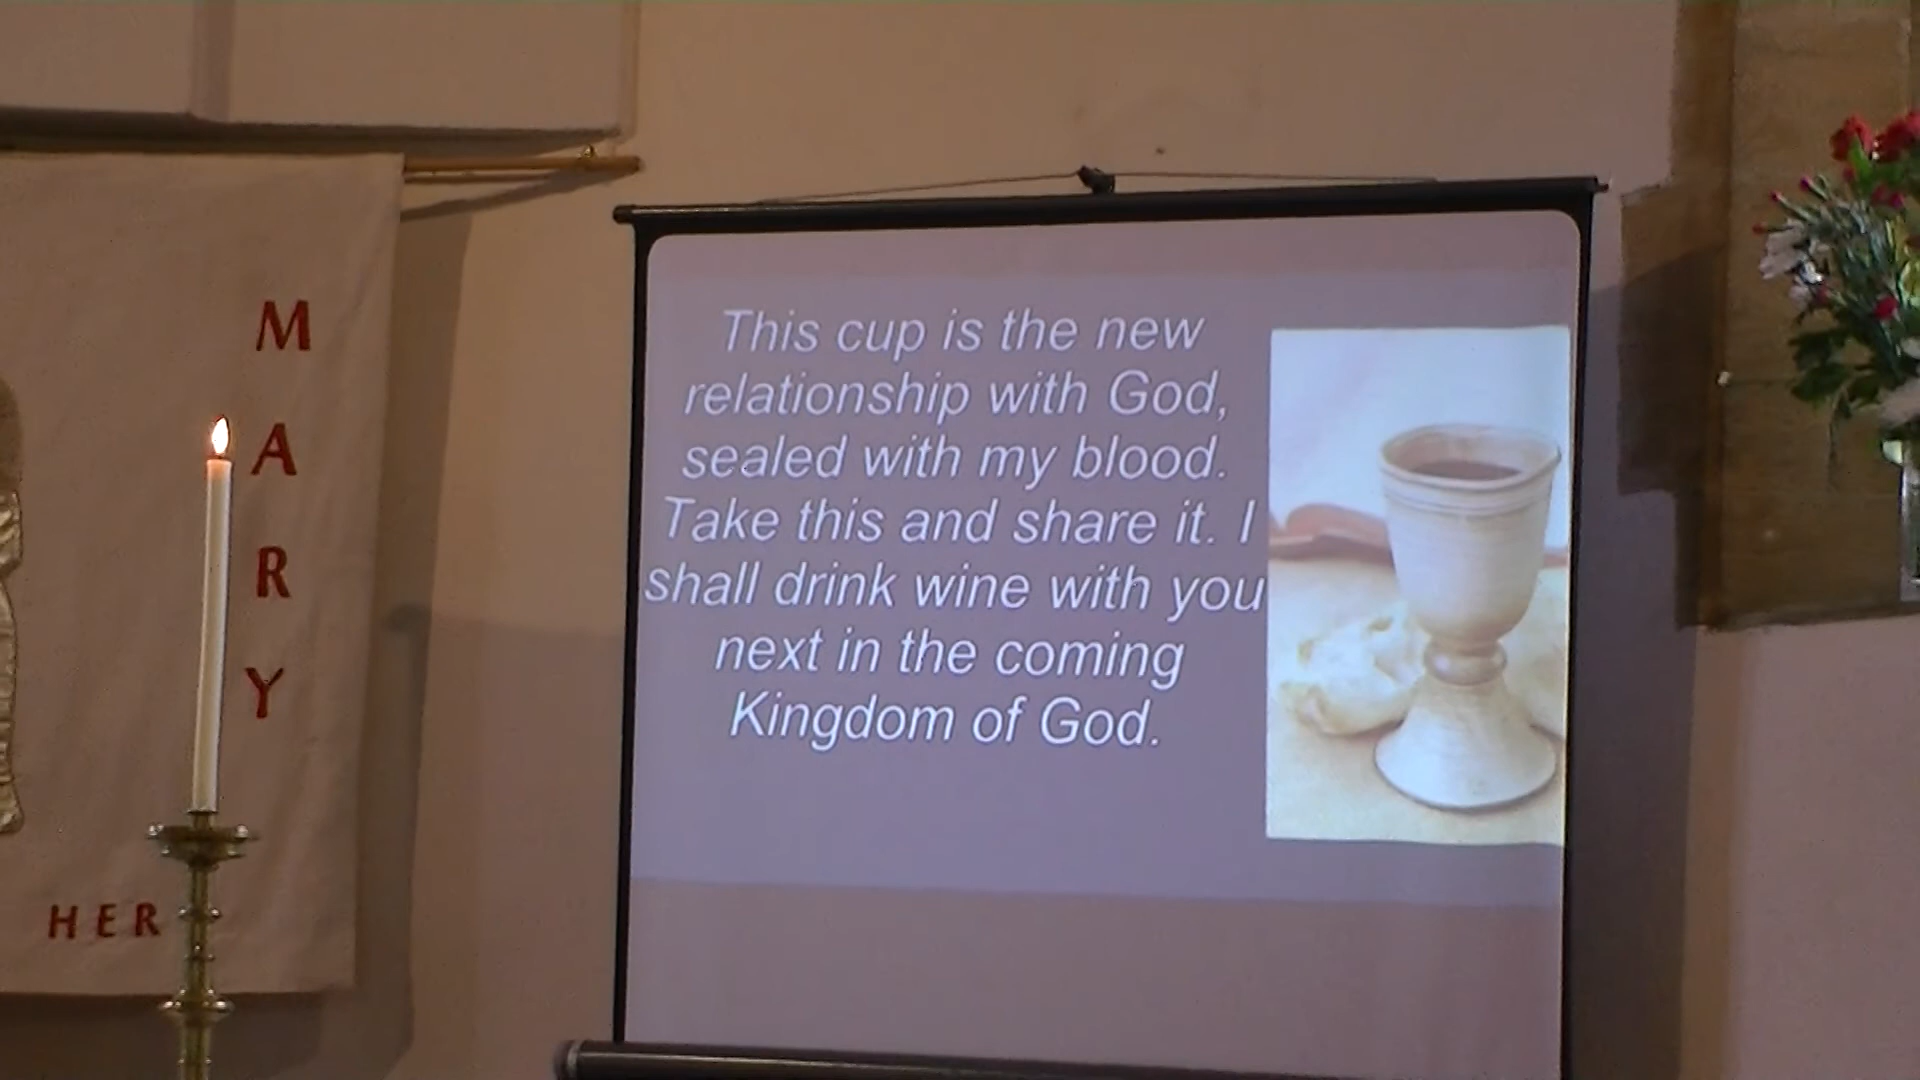 MARY
HER
This cup is the new
relationship with God,
sealed with my blood.
Take this and share it. I
shall drink wine with you
next in the coming
Kingdom of God.